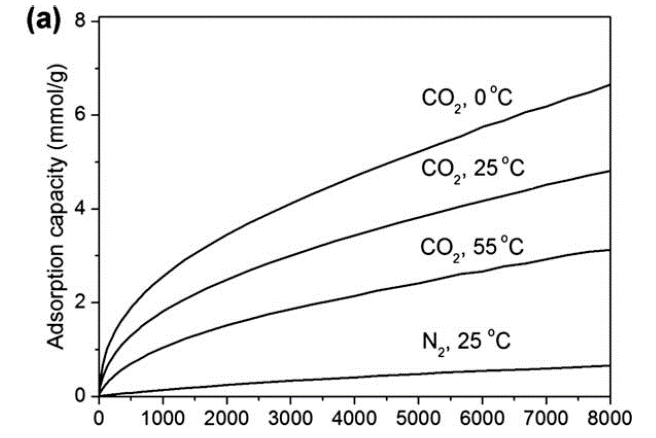 (a)
Adsorption capacity (mmol/g)
8
6
4
2
0
CO₂, 0 °C
CO₂, 25 °C
CO₂, 55 °C
N₂, 25 °C
0 1000 2000 3000 4000 5000 6000 7000 8000